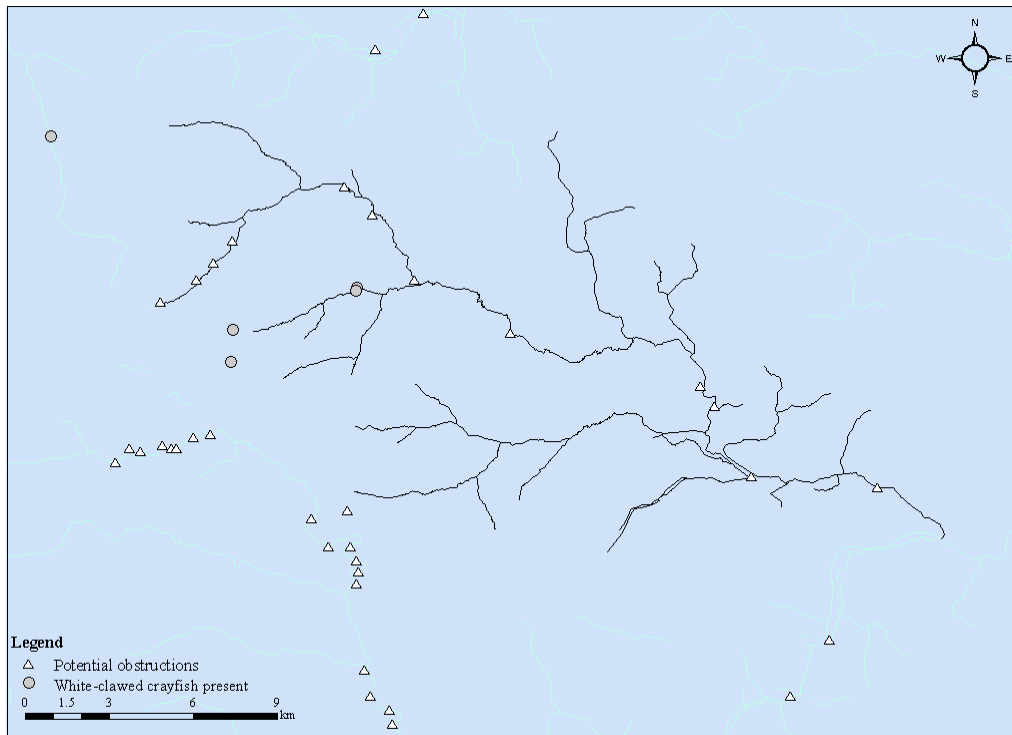 N
W E
S
Legend
Potential obstructions
White-clawed crayfish present
0 1.5 3 6 9
km